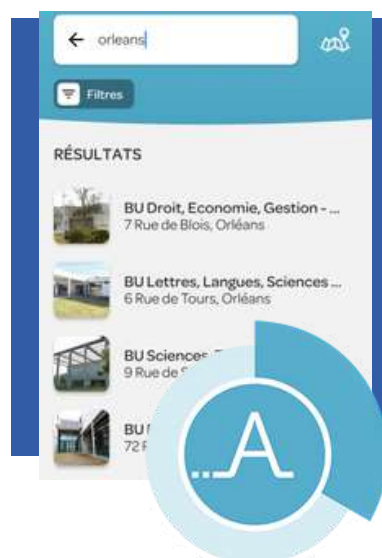 orleans
Filtres
RÉSULTATS
BU Droit, Economie, Gestion - ...
7 Rue de Blois, Orléans
BU Lettres, Langues, Sciences ...
6 Rue de Tours, Orléans
BU Sciences,
9 Rue de
BU
72
A